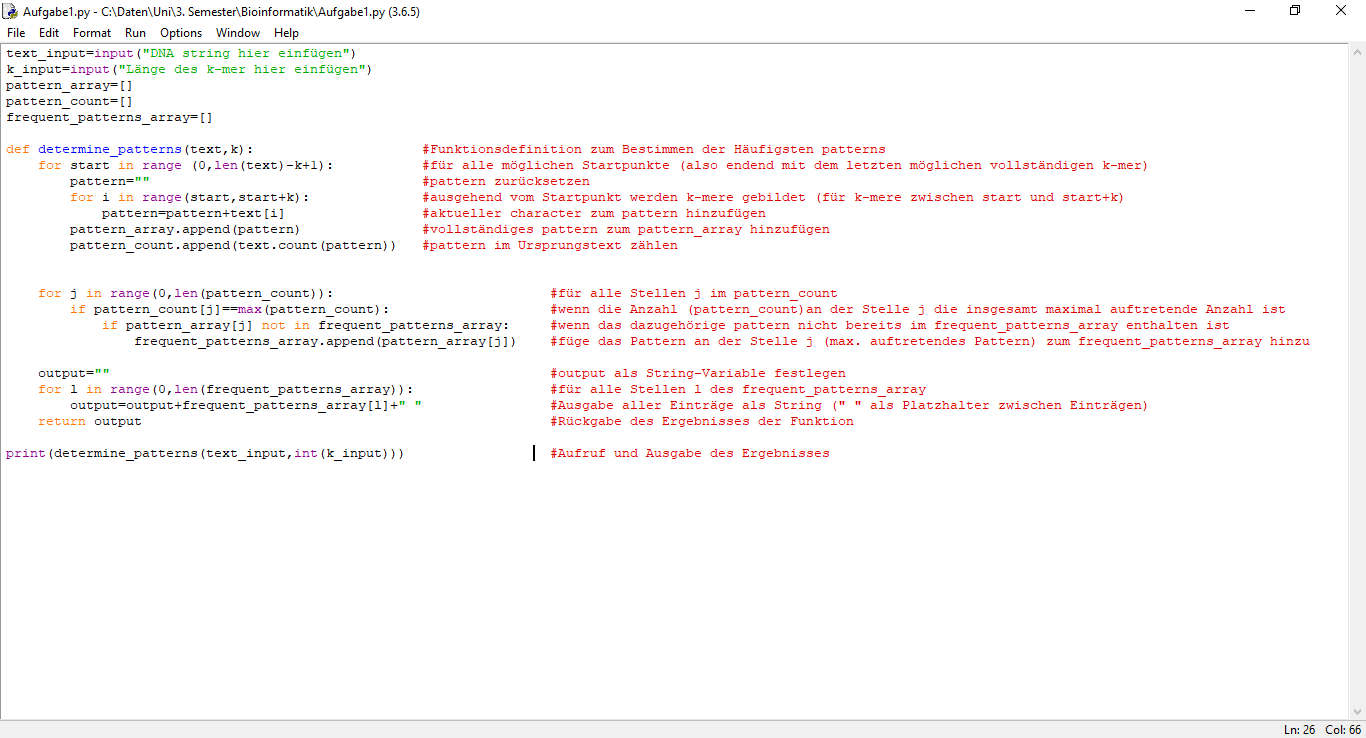 Aufgabe1.py - C:\Daten\Uni\3. Semester\Bioinformatik\Aufgabe1.py (3.6.5)
File Edit Format Run Options Window Help
text_input=input("DNA string hier einfügen")
k_input=input("Länge des k-mer hier einfügen")
pattern_array=[]
pattern_count=[]
frequent_patterns_array=[]
def determine_patterns(text,k): #Funktionsdefinition zum Bestimmen der Häufigsten patterns
for start in range (0,len(text)-k+1): #für alle möglichen Startpunkte (also endend mit dem letzten möglichen vollständigen k-mer)
pattern="" #pattern zurücksetzen
for i in range(start,start+k): #ausgehend vom Startpunkt werden k-mere gebildet (für k-mere zwischen start und start+k)
pattern=pattern+text[i] #aktueller character zum pattern hinzufügen
pattern_array.append(pattern) #vollständiges pattern zum pattern_array hinzufügen
pattern_count.append(text.count(pattern)) #pattern im Ursprungstext zählen
for j in range(0,len(pattern_count)): #für alle Stellen j im pattern_count
if pattern_count[j]==max(pattern_count): #wenn die Anzahl (pattern_count)an der Stelle j die insgesamt maximal auftretende Anzahl ist
if pattern_array[j] not in frequent_patterns_array: #wenn das dazugehörige pattern nicht bereits im frequent_patterns_array enthalten ist
frequent_patterns_array.append(pattern_array[j]) #füge das Pattern an der Stelle j (max. auftretendes Pattern) zum frequent_patterns_array hinzu
output="" #output als String-Variable festlegen
for l in range(0,len(frequent_patterns_array)): #für alle Stellen l des frequent_patterns_array
output=output+frequent_patterns_array[l]+" " #Ausgabe aller Einträge als String (" " als Platzhalter zwischen Einträgen)
return output #Rückgabe des Ergebnisses der Funktion
print(determine_patterns(text_input,int(k_input))) #Aufruf und Ausgabe des Ergebnisses
Ln: 26 Col: 66